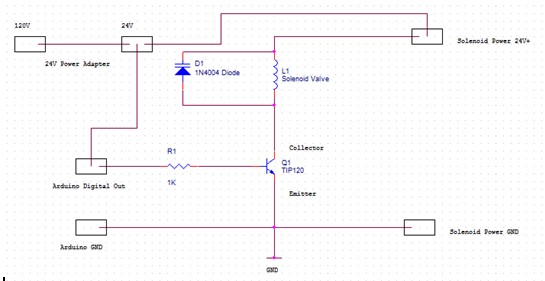 120V
24V
24V Power Adapter
Solenoid Power 24V+
D1
1N4004 Diode
L1
Solenoid Valve
Collector
R1
1K
Q1
TIP120
Arduino Digital Out
Emitter
Arduino GND
Solenoid Power GND
GND